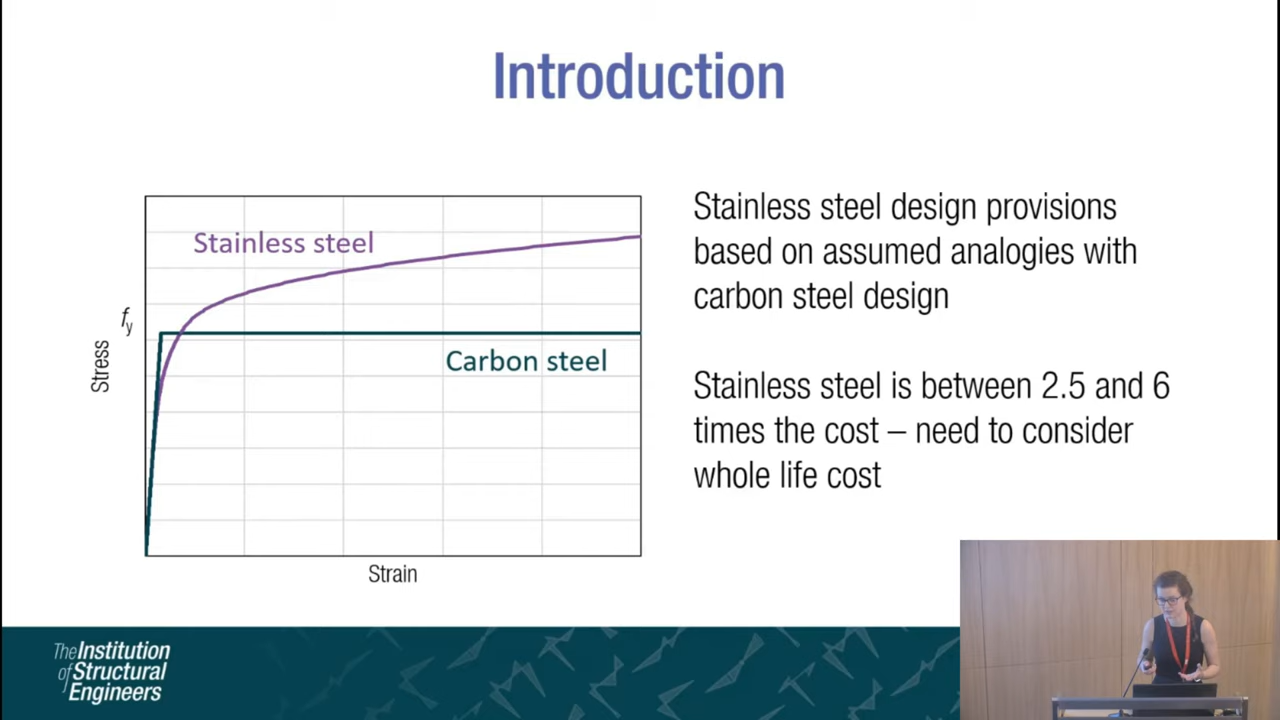 Introduction
Stainless steel
fy
Carbon steel
Stress
Strain
Stainless steel design provisions
based on assumed analogies with
carbon steel design
Stainless steel is between 2.5 and 6
times the cost – need to consider
whole life cost
The Institution
of Structural
Engineers